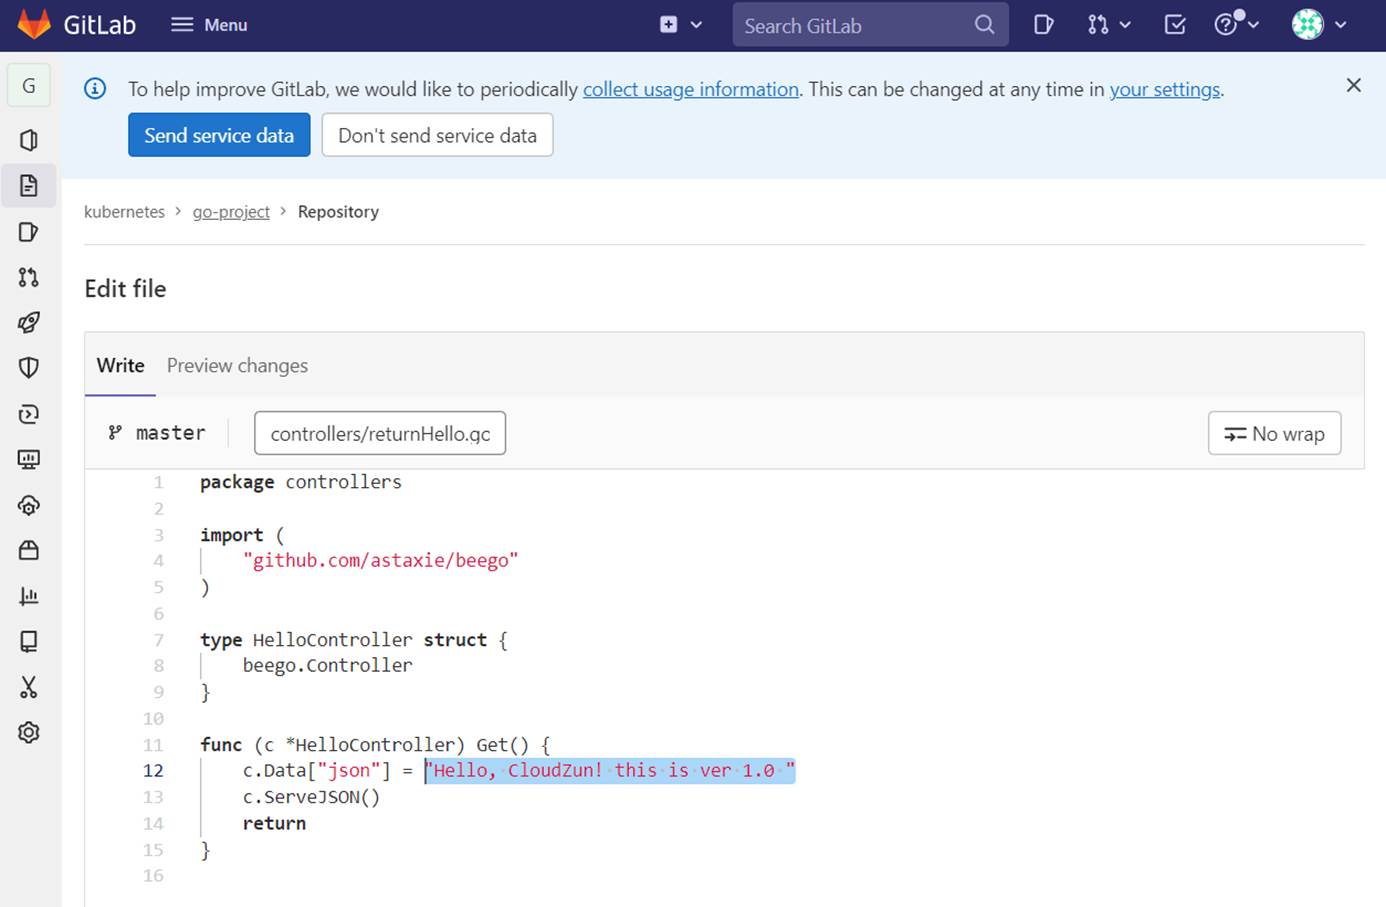 GitLab Menu Search GitLab
G
To help improve GitLab, we would like to periodically collect usage information. This can be changed at any time in your settings.
Send service data Don't send service data
kubernetes > go-project > Repository
Edit file
Write Preview changes
master controllers/returnHello.gc No wrap
1 package controllers
2
3 import (
4 "github.com/astaxie/beego"
5 )
6
7 type HelloController struct {
8 beego.Controller
9 }
10
11 func (c *HelloController) Get() {
12 c.Data["json"] = "Hello, CloudZun! this is ver 1.0 "
13 c.ServeJSON()
14 return
15 }
16